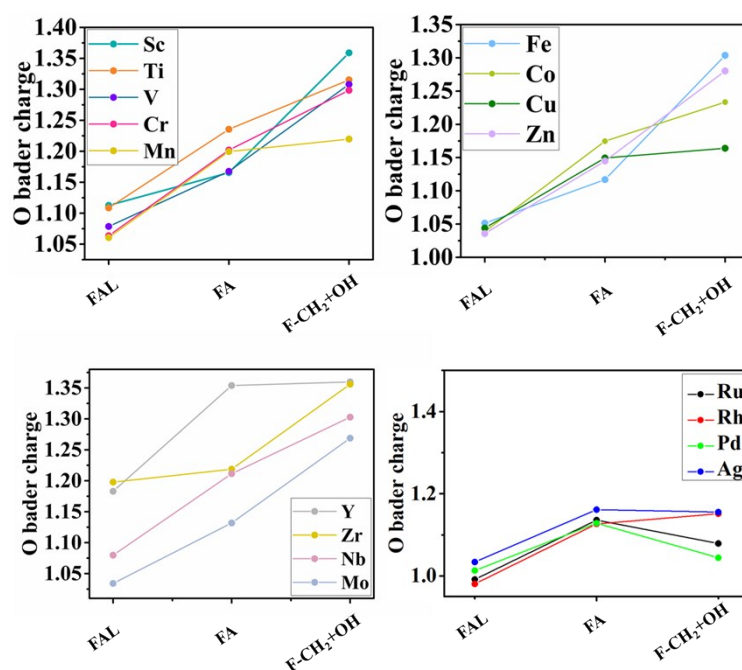 O bader charge
1.40
1.35
1.30
1.25
1.20
1.15
1.10
1.05
Sc
Ti
V
Cr
Mn
FAL
FA
F-CH₂+OH
O bader charge
1.35
1.30
1.25
1.20
1.15
1.10
1.05
1.00
Fe
Co
Cu
Zn
FAL
FA
F-CH₂+OH
O bader charge
1.35
1.30
1.25
1.20
1.15
1.10
1.05
Y
Zr
Nb
Mo
FAL
FA
F-CH₂+OH
O bader charge
1.4
1.2
1.0
Ru
Rh
Pd
Ag
FAL
FA
F-CH₂+OH